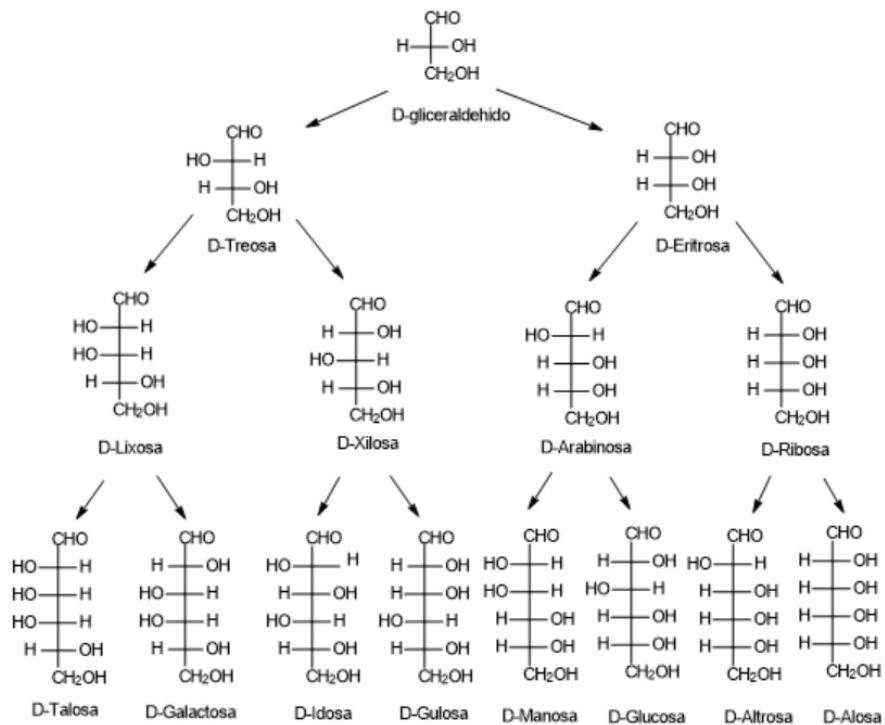 CHO
H OH
CH₂OH
D-gliceraldehido
CHO
HO H
H OH
CH₂OH
D-Treosa
CHO
H OH
H OH
CH₂OH
D-Eritrosa
CHO
HO H
HO H
H OH
CH₂OH
D-Lixosa
CHO
H OH
HO H
H OH
CH₂OH
D-Xilosa
CHO
HO H
H OH
H OH
CH₂OH
D-Arabinosa
CHO
H OH
H OH
H OH
CH₂OH
D-Ribosa
CHO
HO H
HO H
HO H
H OH
CH₂OH
D-Talosa
CHO
H OH
HO H
HO H
H OH
CH₂OH
D-Galactosa
CHO
HO H
H OH
HO H
H OH
CH₂OH
D-Idosa
CHO
H OH
H OH
HO H
H OH
CH₂OH
D-Gulosa
CHO
HO H
HO H
H OH
H OH
CH₂OH
D-Manosa
CHO
H OH
HO H
H OH
H OH
CH₂OH
D-Glucosa
CHO
HO H
H OH
H OH
H OH
CH₂OH
D-Altrosa
CHO
H OH
H OH
H OH
H OH
CH₂OH
D-Alosa